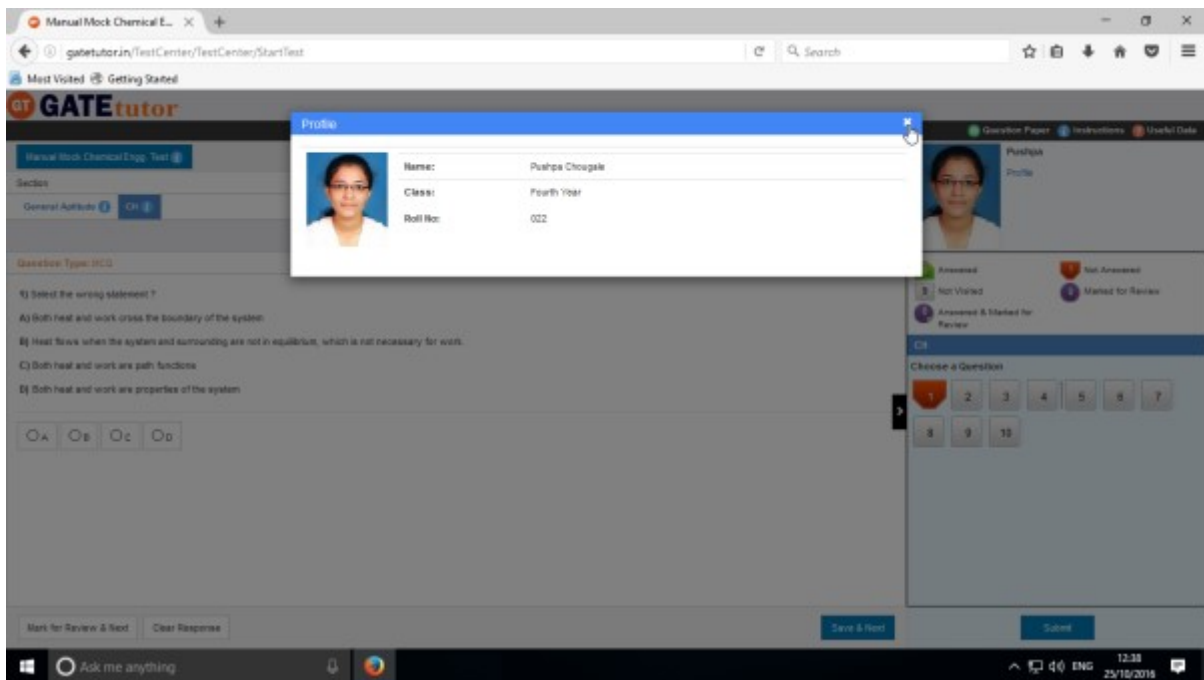 Manual Mock Chemical E...
gatetutor.in/TestCenter/TestCenter/StartTest
Search
Most Visited Getting Started
GT GATEtutor
Profile
Question Paper Instructions Useful Data
Manual Mock Chemical Engg. Test
Pushpa
Profile
Name: Pushpa Chougale
Class: Fourth Year
Roll No: 022
Section
General Aptitude CH
Question Type: MCQ
1) Select the wrong statement ?
A) Both heat and work cross the boundary of the system
B) Heat flows when the system and surrounding are not in equilibrium, which is not necessary for work.
C) Both heat and work are path functions
D) Both heat and work are properties of the system
A B C D
Answered
1 Not Answered
9 Not Visited
Marked for Review
Answered & Marked for
Review
CH
Choose a Question
1 2 3 4 5 6 7
8 9 10
Mark for Review & Next Clear Response Save & Next Submit
Ask me anything
ENG 12:38
25/10/2016